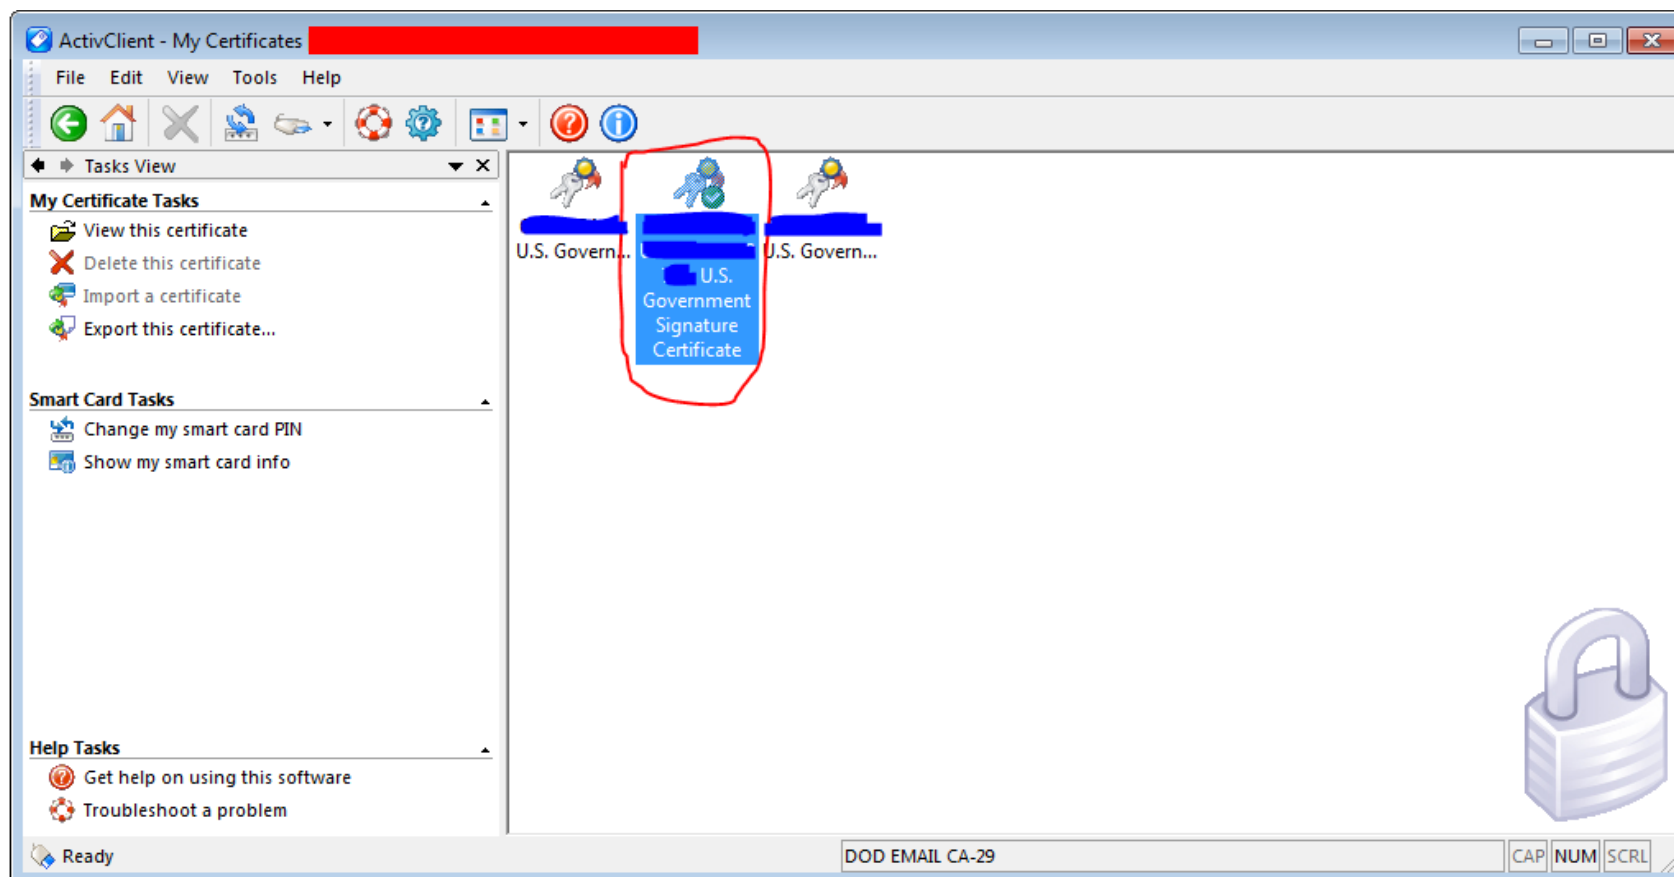 ActivClient - My Certificates
File Edit View Tools Help
Tasks View
My Certificate Tasks
View this certificate
Delete this certificate
Import a certificate
Export this certificate...
Smart Card Tasks
Change my smart card PIN
Show my smart card info
Help Tasks
Get help on using this software
Troubleshoot a problem
U.S. Govern...
U.S.
Government
Signature
Certificate
U.S. Govern...
Ready
DOD EMAIL CA-29
CAP NUM SCRL